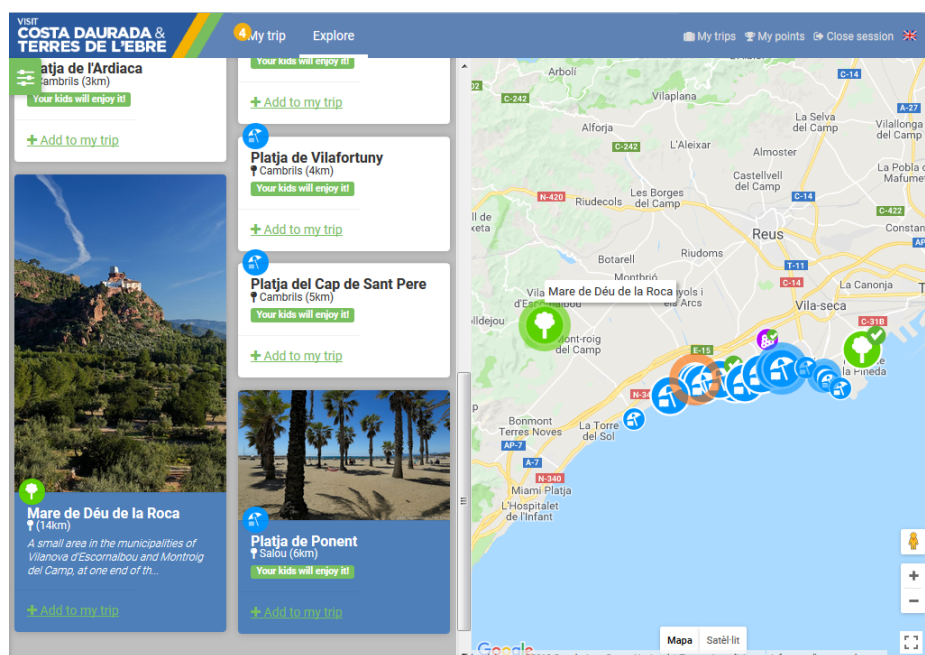 VISIT
COSTA DAURADA &
TERRES DE L'EBRE
4
My trip
Explore
My trips
My points
Close session
Platja de l'Ardiaca
Cambrils (3km)
Your kids will enjoy it!
+ Add to my trip
Mare de Déu de la Roca
(14km)
A small area in the municipalities of
Vilanova d'Escornalbou and Montroig
del Camp, at one end of th...
+ Add to my trip
Your kids will enjoy it!
+ Add to my trip
Platja de Vilafortuny
Cambrils (4km)
Your kids will enjoy it!
+ Add to my trip
Platja del Cap de Sant Pere
Cambrils (5km)
Your kids will enjoy it!
+ Add to my trip
Platja de Ponent
Salou (6km)
Your kids will enjoy it!
+ Add to my trip
Arbolí
C-14
C-242
Vilaplana
A-27
La Selva
del Camp
Vilallonga
del Camp
Alforja
C-242
L'Aleixar
Almoster
La Pobla
Mafumet
Castellvell
del Camp
N-420
Riudecols
Les Borges
del Camp
C-14
C-422
Reus
Constan
AP
Botarell
Riudoms
T-11
C-14
La Canonja
Montbrió
Mare de Déu de la Roca
els Arcs
Vila-seca
C-31B
Mont-roig
del Camp
E-15
la Pineda
N-34
Bonmont
Terres Noves
La Torre
del Sol
AP-7
A-7
N-340
Miami Platja
L'Hospitalet
de l'Infant
+
−
Mapa
Satèl·lit
Google